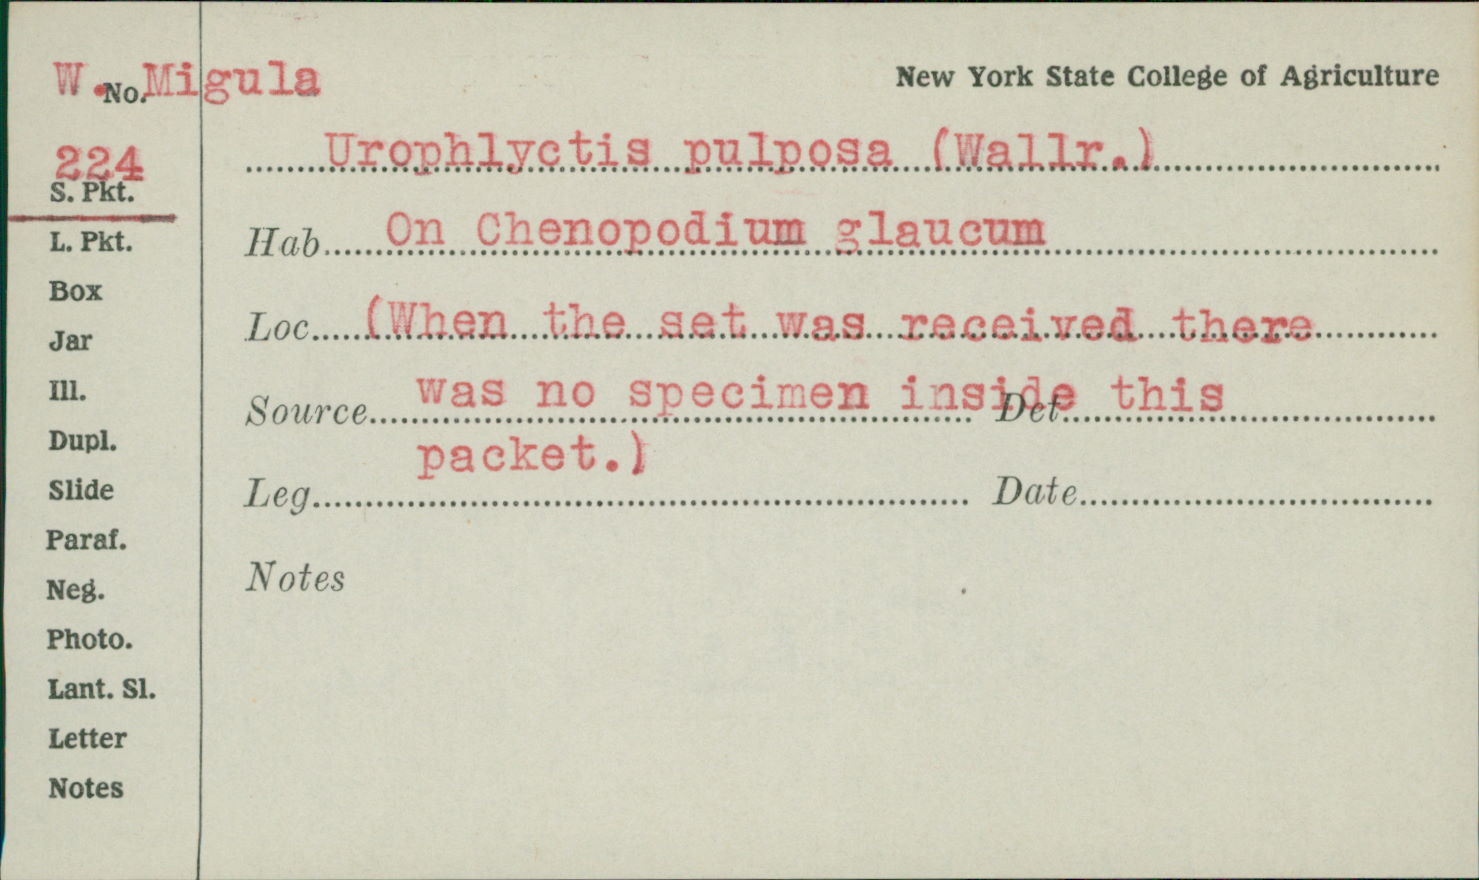 W. No. Migula
New York State College of Agriculture
224
Urophlyctis pulposa (Wallr.)
S. Pkt.
Hab. On Chenopodium glaucum
L. Pkt.
Box
Loc. (When the set was received there
Jar
Ill.
Source was no specimen inside this Det.
Dupl.
packet.)
Slide
Leg. Date
Paraf.
Notes
Neg.
Photo.
Lant. Sl.
Letter
Notes